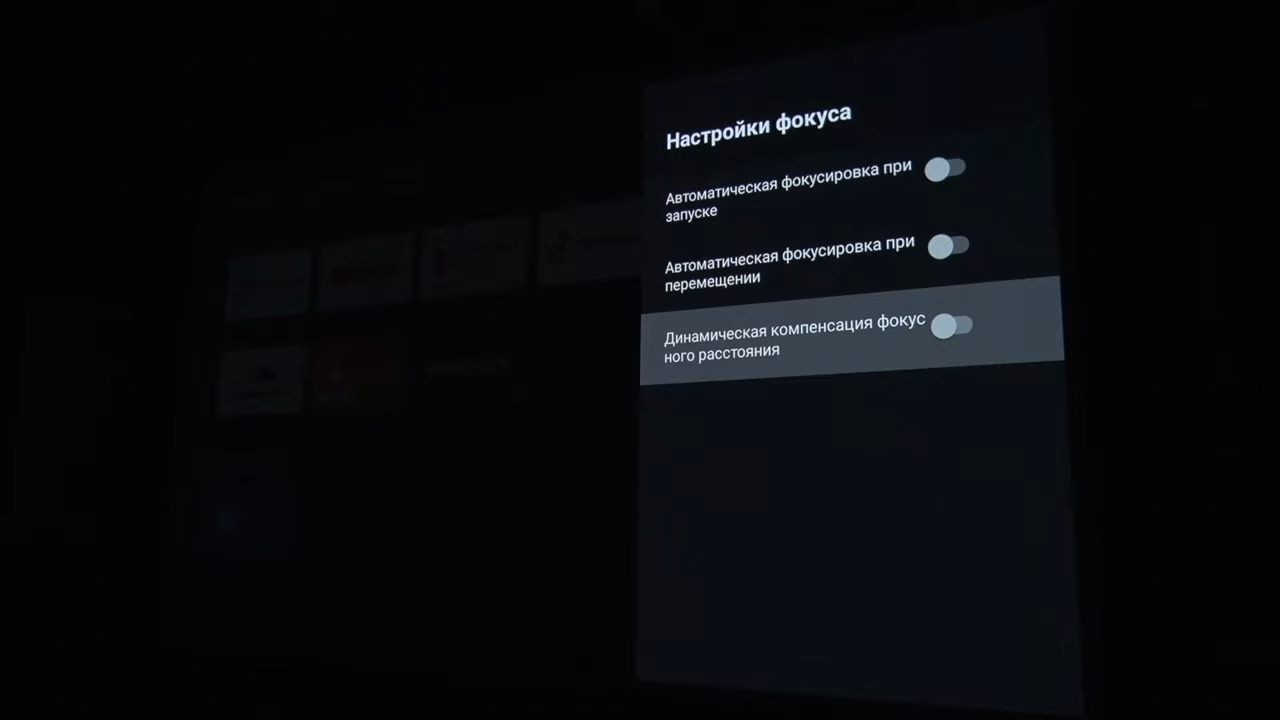 Настройки фокуса
Автоматическая фокусировка при
запуске
Автоматическая фокусировка при
перемещении
Динамическая компенсация фокус
ного расстояния